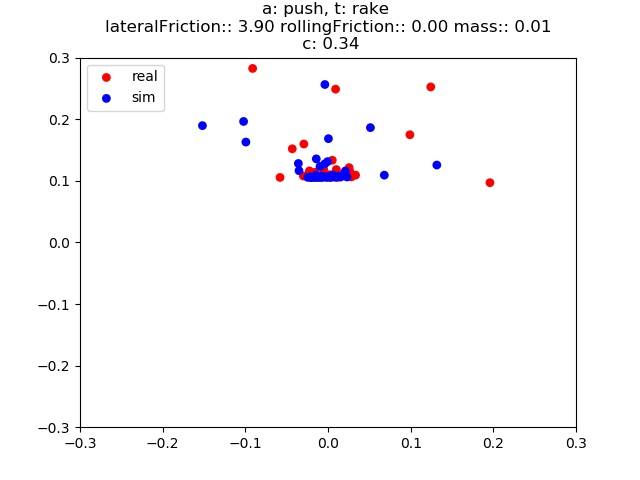 a: push, t: rake
lateralFriction:: 3.90 rollingFriction:: 0.00 mass:: 0.01
c: 0.34
real
sim
0.3
0.2
0.1
0.0
−0.1
−0.2
−0.3
−0.3
−0.2
−0.1
0.0
0.1
0.2
0.3